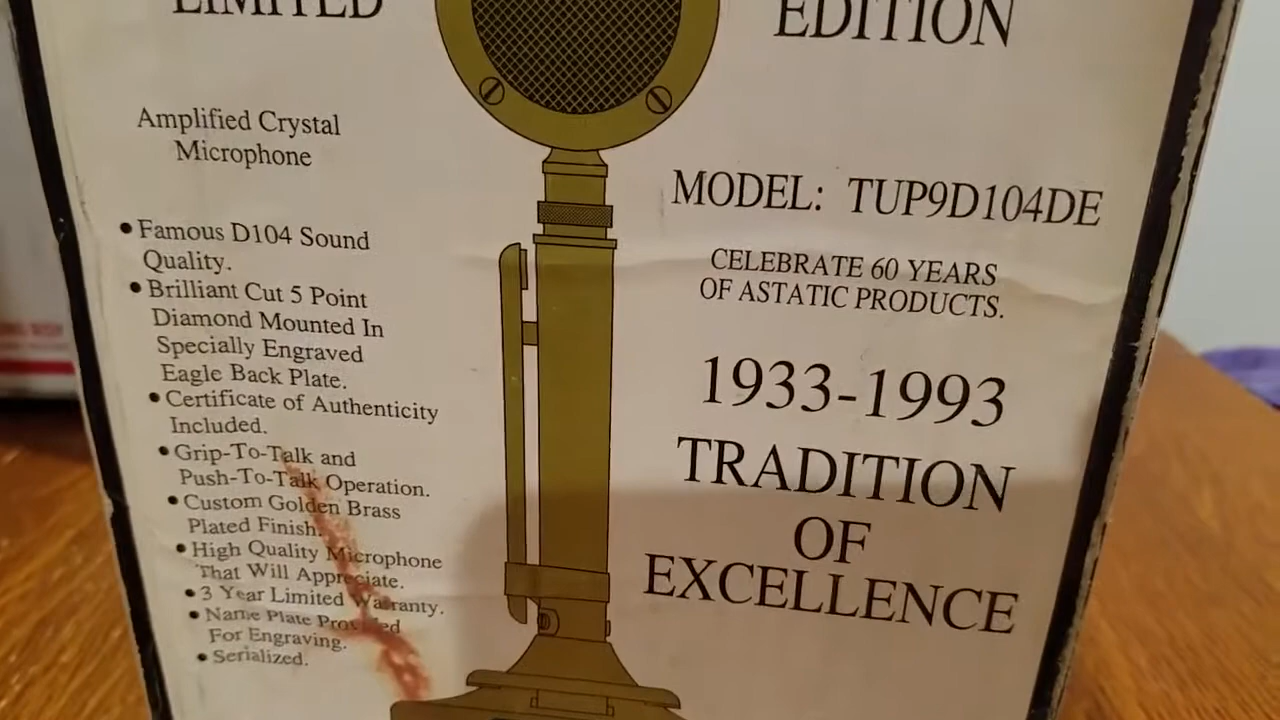 LIMITED
EDITION
Amplified Crystal
Microphone
• Famous D104 Sound
Quality.
• Brilliant Cut 5 Point
Diamond Mounted In
Specially Engraved
Eagle Back Plate.
• Certificate of Authenticity
Included.
• Grip-To-Talk and
Push-To-Talk Operation.
• Custom Golden Brass
Plated Finish.
• High Quality Microphone
That Will Appreciate.
• 3 Year Limited Warranty.
• Name Plate Provided
For Engraving.
• Serialized.
MODEL: TUP9D104DE
CELEBRATE 60 YEARS
OF ASTATIC PRODUCTS.
1933-1993
TRADITION
OF
EXCELLENCE